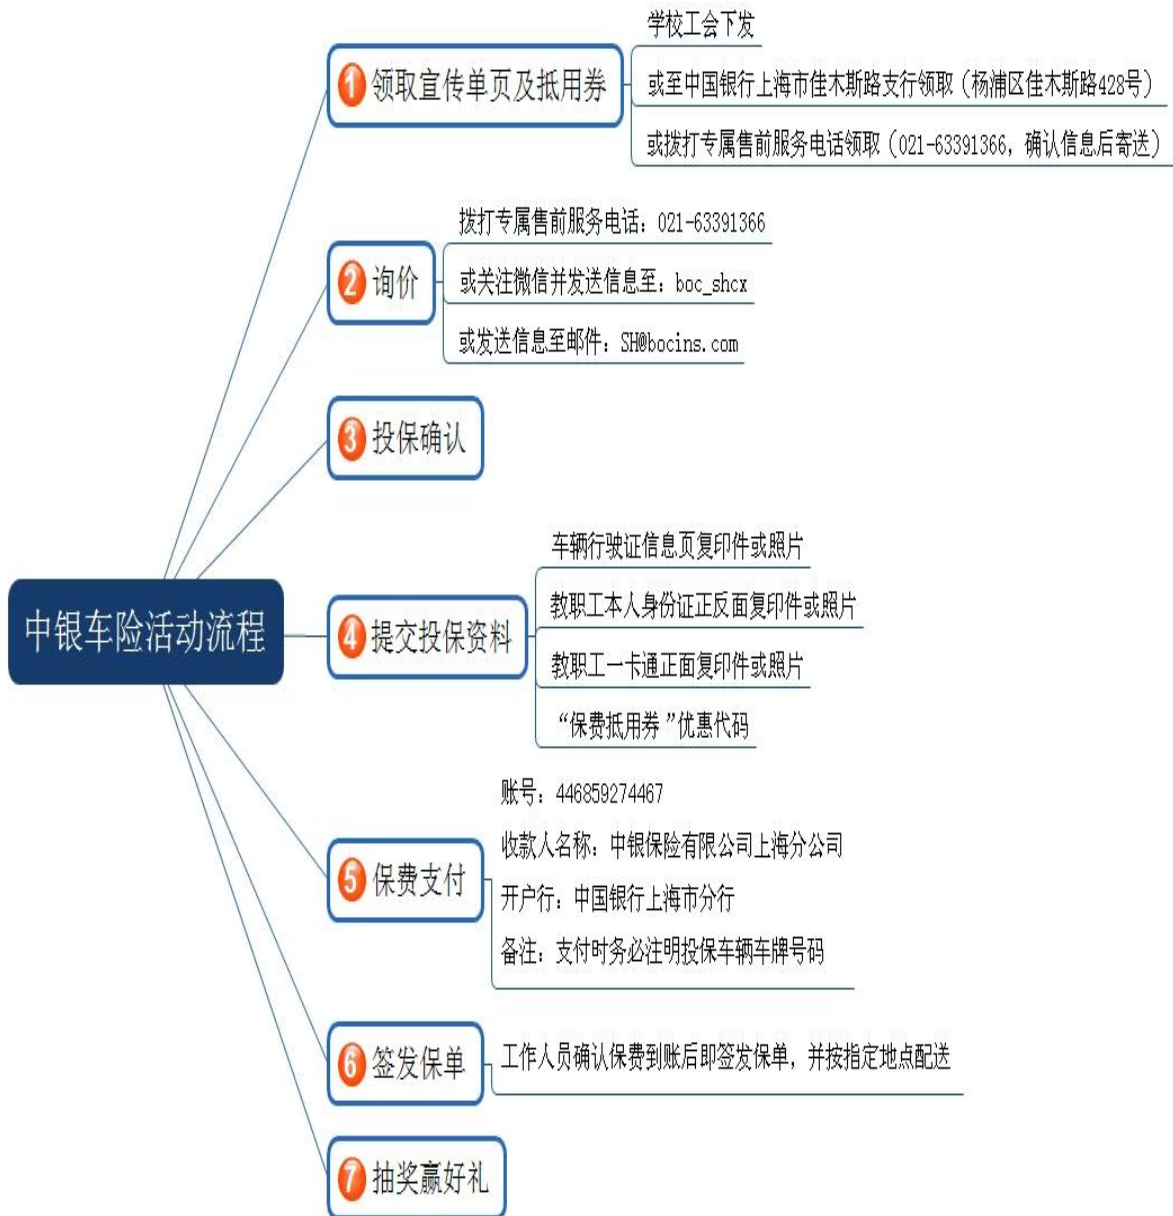 中银车险活动流程
1 领取宣传单页及抵用券
学校工会下发
或至中国银行上海市佳木斯路支行领取（杨浦区佳木斯路428号）
或拨打专属售前服务电话领取（021-63391366，确认信息后寄送）
2 询价
拨打专属售前服务电话：021-63391366
或关注微信并发送信息至：boc_shcx
或发送信息至邮件：SH@bocins.com
3 投保确认
4 提交投保资料
车辆行驶证信息页复印件或照片
教职工本人身份证正反面复印件或照片
教职工一卡通正面复印件或照片
“保费抵用券”优惠代码
5 保费支付
账号：446859274467
收款人名称：中银保险有限公司上海分公司
开户行：中国银行上海市分行
备注：支付时务必注明投保车辆车牌号码
6 签发保单
工作人员确认保费到账后即签发保单，并按指定地点配送
7 抽奖赢好礼